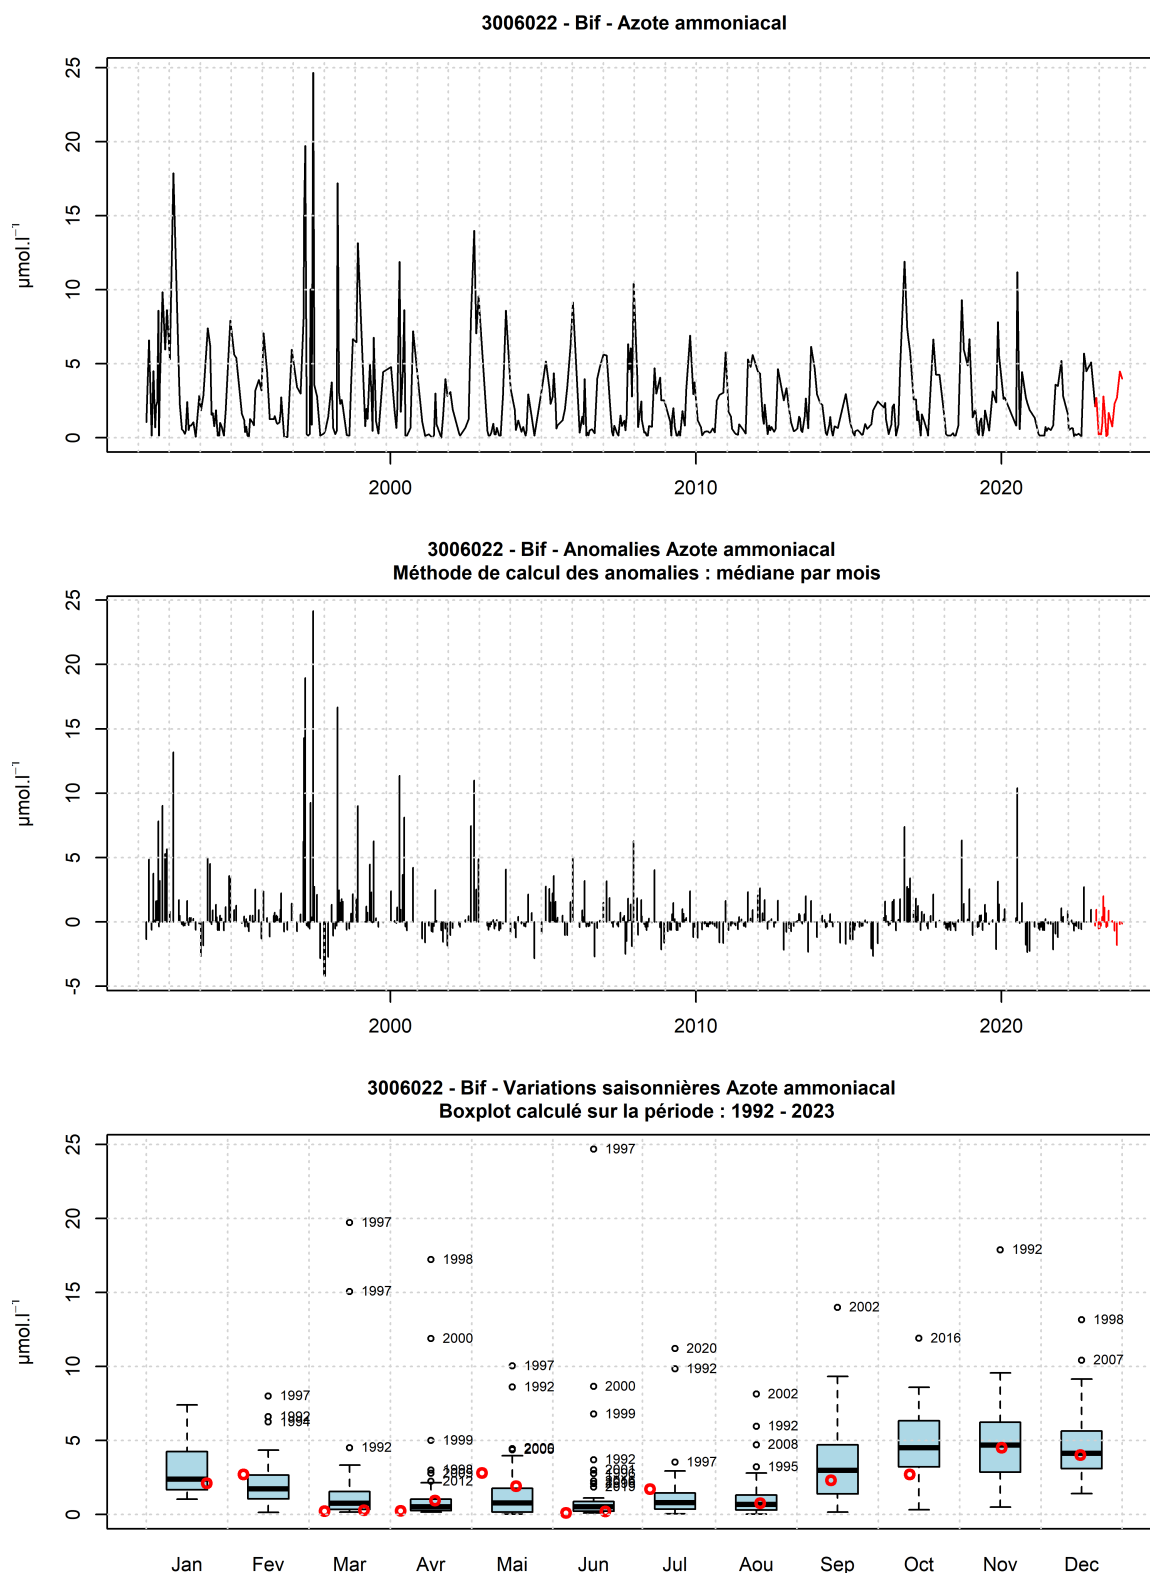 3006022 - Bif - Azote ammoniacal
25
20
15
10
5
0
µmol.l⁻¹
2000
2010
2020
3006022 - Bif - Anomalies Azote ammoniacal
Méthode de calcul des anomalies : médiane par mois
25
20
15
10
5
0
-5
µmol.l⁻¹
2000
2010
2020
3006022 - Bif - Variations saisonnières Azote ammoniacal
Boxplot calculé sur la période : 1992 - 2023
25
20
15
10
5
0
µmol.l⁻¹
1997
1997
1998
2002
1992
1997
2000
2016
1998
2020
2007
1997
1992
1997
1992
2000
2002
1994
1999
1992
1992
1999
2008
1992
1997
1995
2012
Jan
Fev
Mar
Avr
Mai
Jun
Jul
Aou
Sep
Oct
Nov
Dec